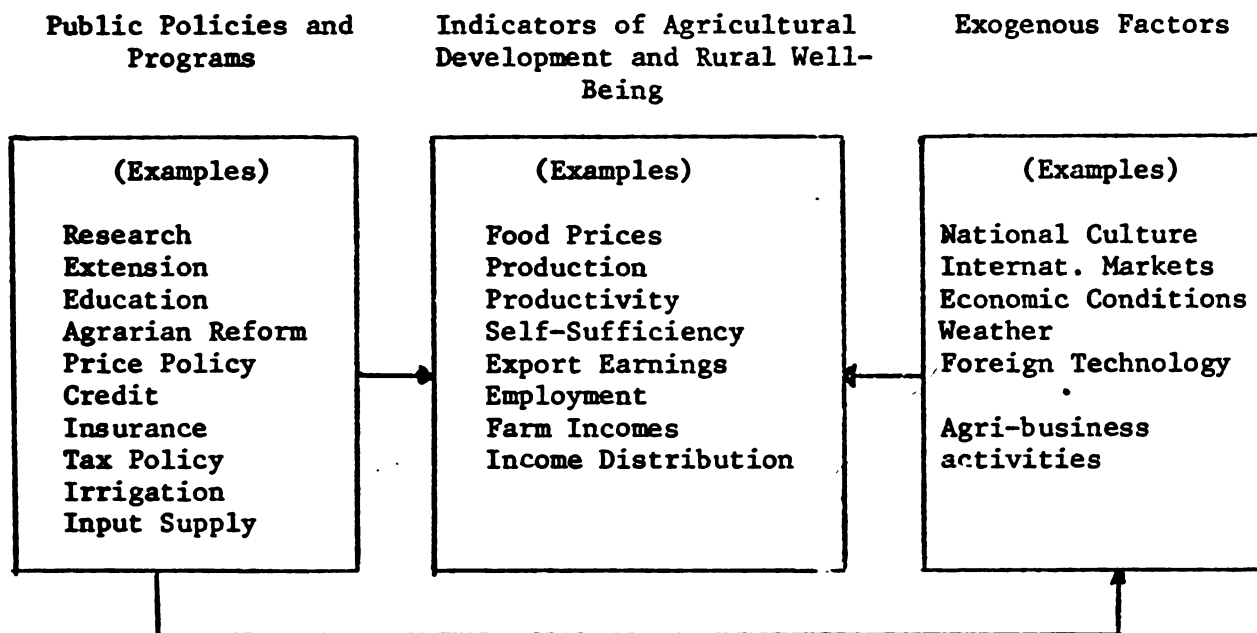 Public Policies and
Programs
Indicators of Agricultural
Development and Rural Well-
Being
Exogenous Factors
(Examples)
Research
Extension
Education
Agrarian Reform
Price Policy
Credit
Insurance
Tax Policy
Irrigation
Input Supply
(Examples)
Food Prices
Production
Productivity
Self-Sufficiency
Export Earnings
Employment
Farm Incomes
Income Distribution
(Examples)
National Culture
Internat. Markets
Economic Conditions
Weather
Foreign Technology
Agri-business
activities